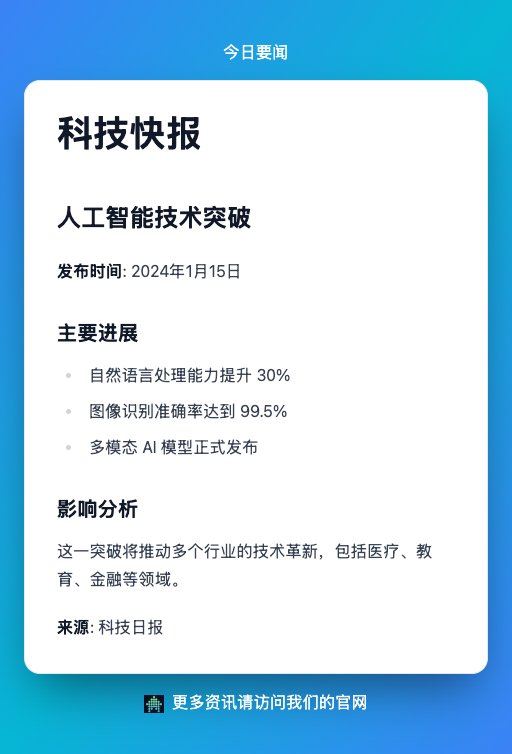 今日要闻
科技快报
人工智能技术突破
发布时间: 2024年1月15日
主要进展
自然语言处理能力提升 30%
图像识别准确率达到 99.5%
多模态 AI 模型正式发布
影响分析
这一突破将推动多个行业的技术革新，包括医疗、教
育、金融等领域。
来源: 科技日报
更多资讯请访问我们的官网